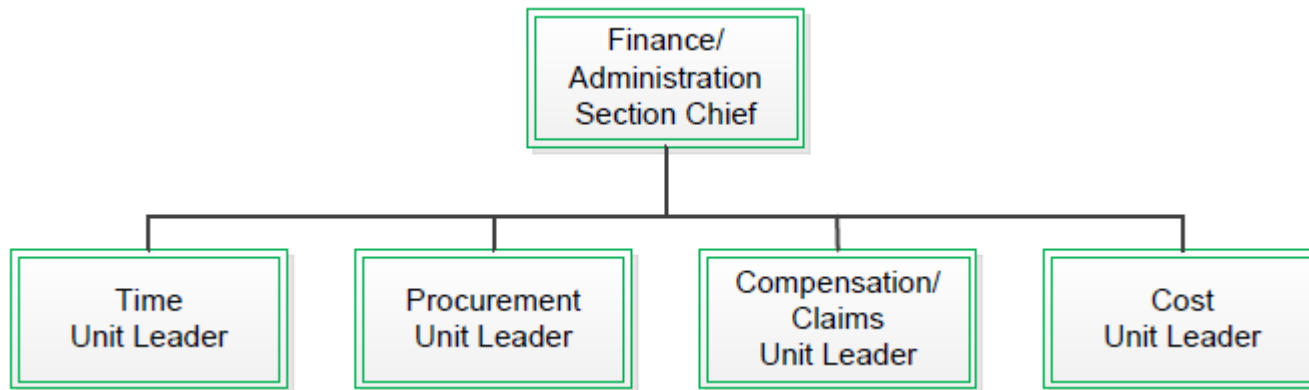 Finance/
Administration
Section Chief
Time
Unit Leader
Procurement
Unit Leader
Compensation/
Claims
Unit Leader
Cost
Unit Leader